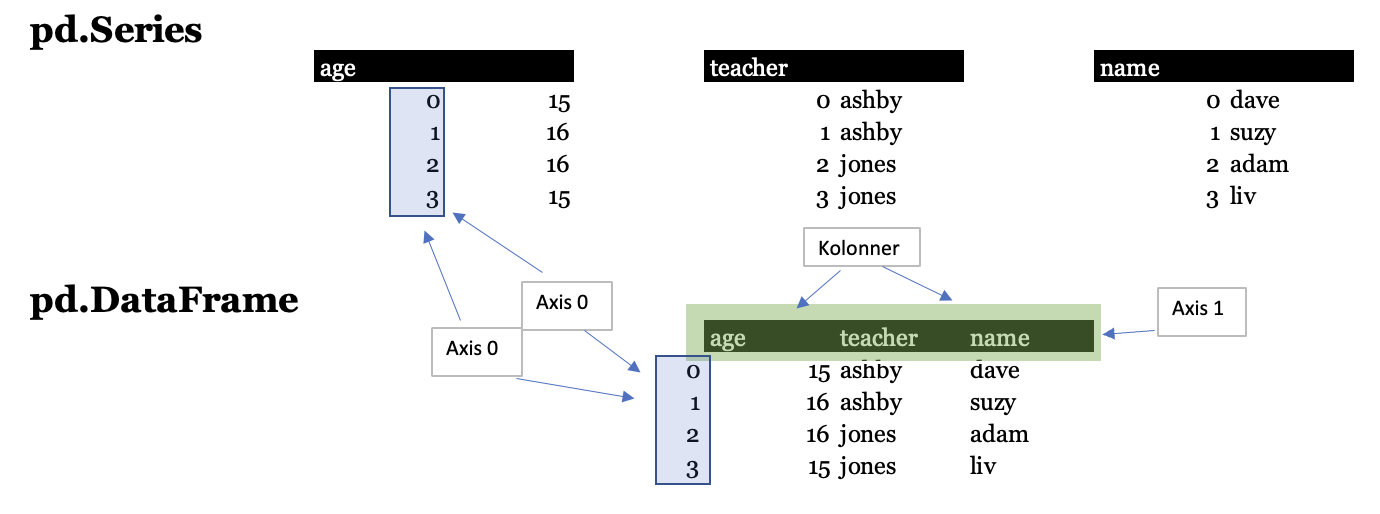 pd.Series
age teacher name
0 15 0 ashby 0 dave
1 16 1 ashby 1 suzy
2 16 2 jones 2 adam
3 15 3 jones 3 liv
Kolonner
pd.DataFrame
Axis 0
Axis 1
Axis 0
age teacher name
0 15 ashby dave
1 16 ashby suzy
2 16 jones adam
3 15 jones liv